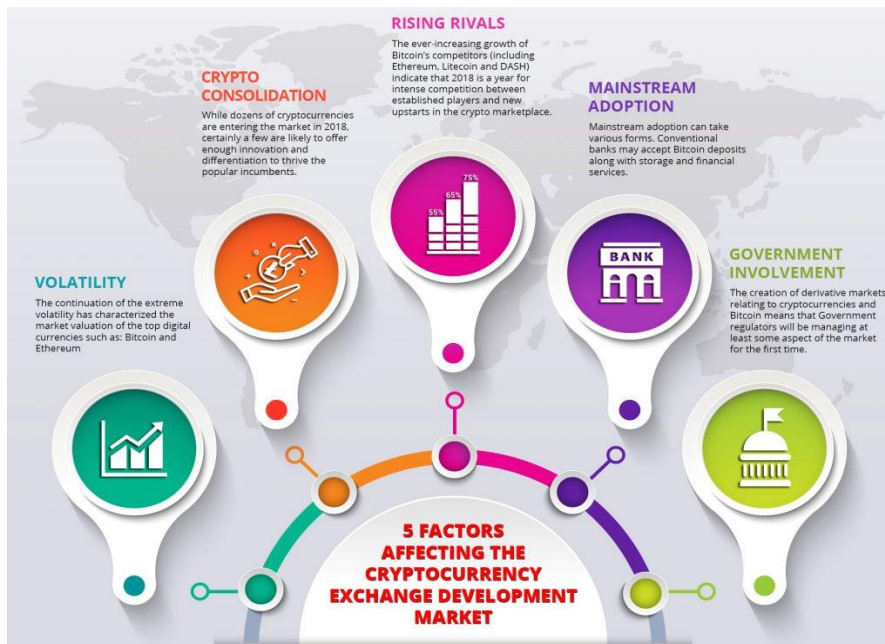 RISING RIVALS
The ever-increasing growth of
Bitcoin's competitors (including
Ethereum, Litecoin and DASH)
indicate that 2018 is a year for
intense competition between
established players and new
upstarts in the crypto marketplace.
CRYPTO
CONSOLIDATION
While dozens of cryptocurrencies
are entering the market in 2018,
certainly a few are likely to offer
enough innovation and
differentiation to thrive the
popular incumbents.
MAINSTREAM
ADOPTION
Mainstream adoption can take
various forms. Conventional
banks may accept Bitcoin deposits
along with storage and financial
services.
55%
65%
75%
BANK
VOLATILITY
The continuation of the extreme
volatility has characterized the
market valuation of the top digital
currencies such as: Bitcoin and
Ethereum
GOVERNMENT
INVOLVEMENT
The creation of derivative markets
relating to cryptocurrencies and
Bitcoin means that Government
regulators will be managing at
least some aspect of the market
for the first time.
5 FACTORS
AFFECTING THE
CRYPTOCURRENCY
EXCHANGE DEVELOPMENT
MARKET